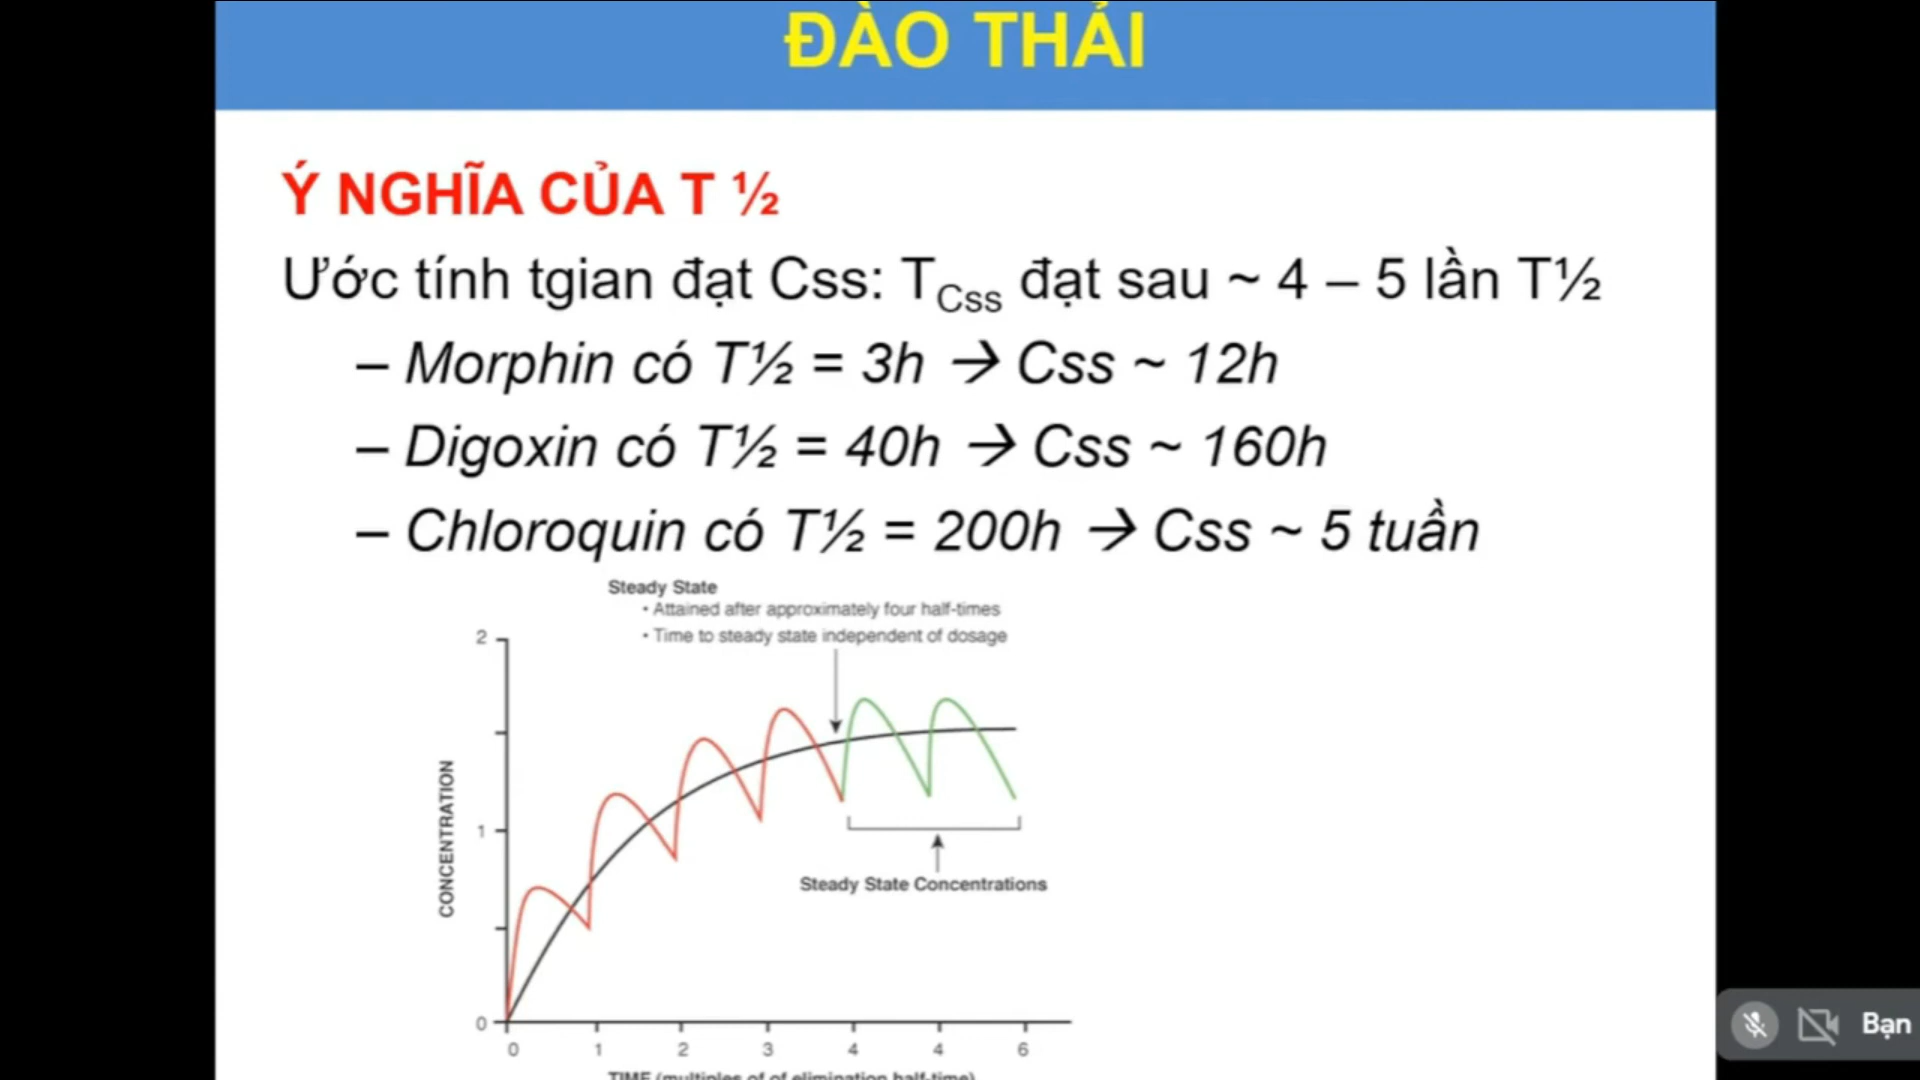 ĐÀO THẢI
Ý NGHĨA CỦA T ½
Ước tính tgian đạt Css: TCss đạt sau ~ 4 – 5 lần T½
– Morphin có T½ = 3h → Css ~ 12h
– Digoxin có T½ = 40h → Css ~ 160h
– Chloroquin có T½ = 200h → Css ~ 5 tuần
Steady State
• Attained after approximately four half-times
• Time to steady state independent of dosage
2
1
0
CONCENTRATION
Steady State Concentrations
0 1 2 3 4 4 6
TIME (multiples of of elimination half-time)
Bạn